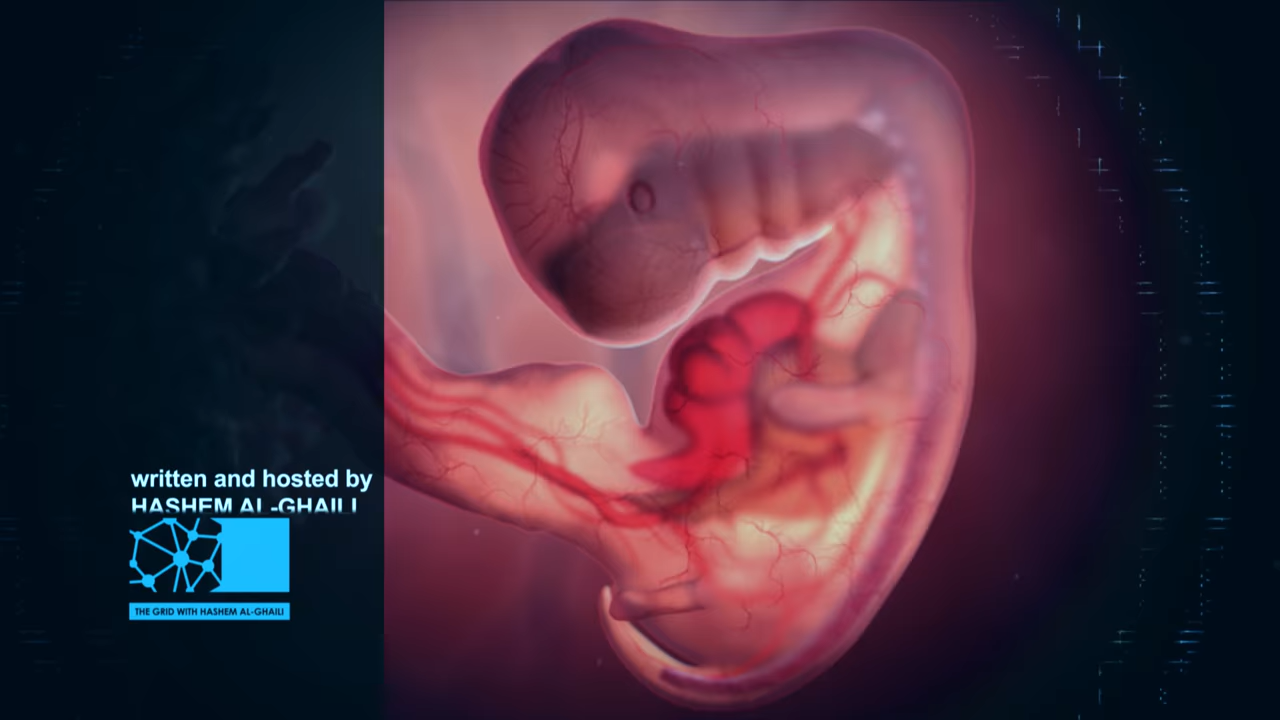 written and hosted by
HASHEM AL-GHAILI
THE GRID WITH HASHEM AL-GHAILI